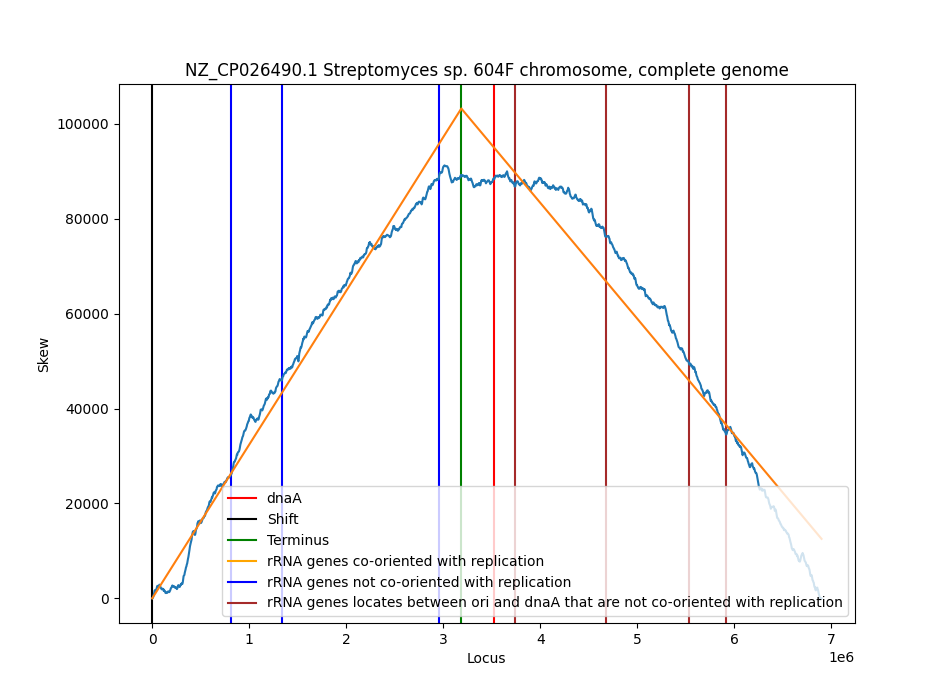 NZ_CP026490.1 Streptomyces sp. 604F chromosome, complete genome
Skew
100000
80000
60000
40000
20000
0
dnaA
Shift
Terminus
rRNA genes co-oriented with replication
rRNA genes not co-oriented with replication
rRNA genes locates between ori and dnaA that are not co-oriented with replication
0 1 2 3 4 5 6 7
1e6
Locus